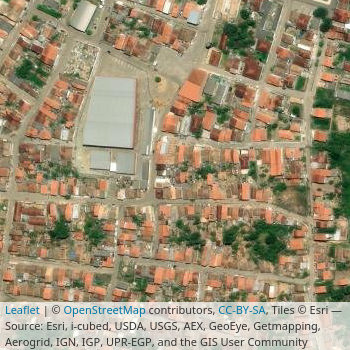 Leaflet | © OpenStreetMap contributors, CC-BY-SA, Tiles © Esri —
Source: Esri, i-cubed, USDA, USGS, AEX, GeoEye, Getmapping,
Aerogrid, IGN, IGP, UPR-EGP, and the GIS User Community